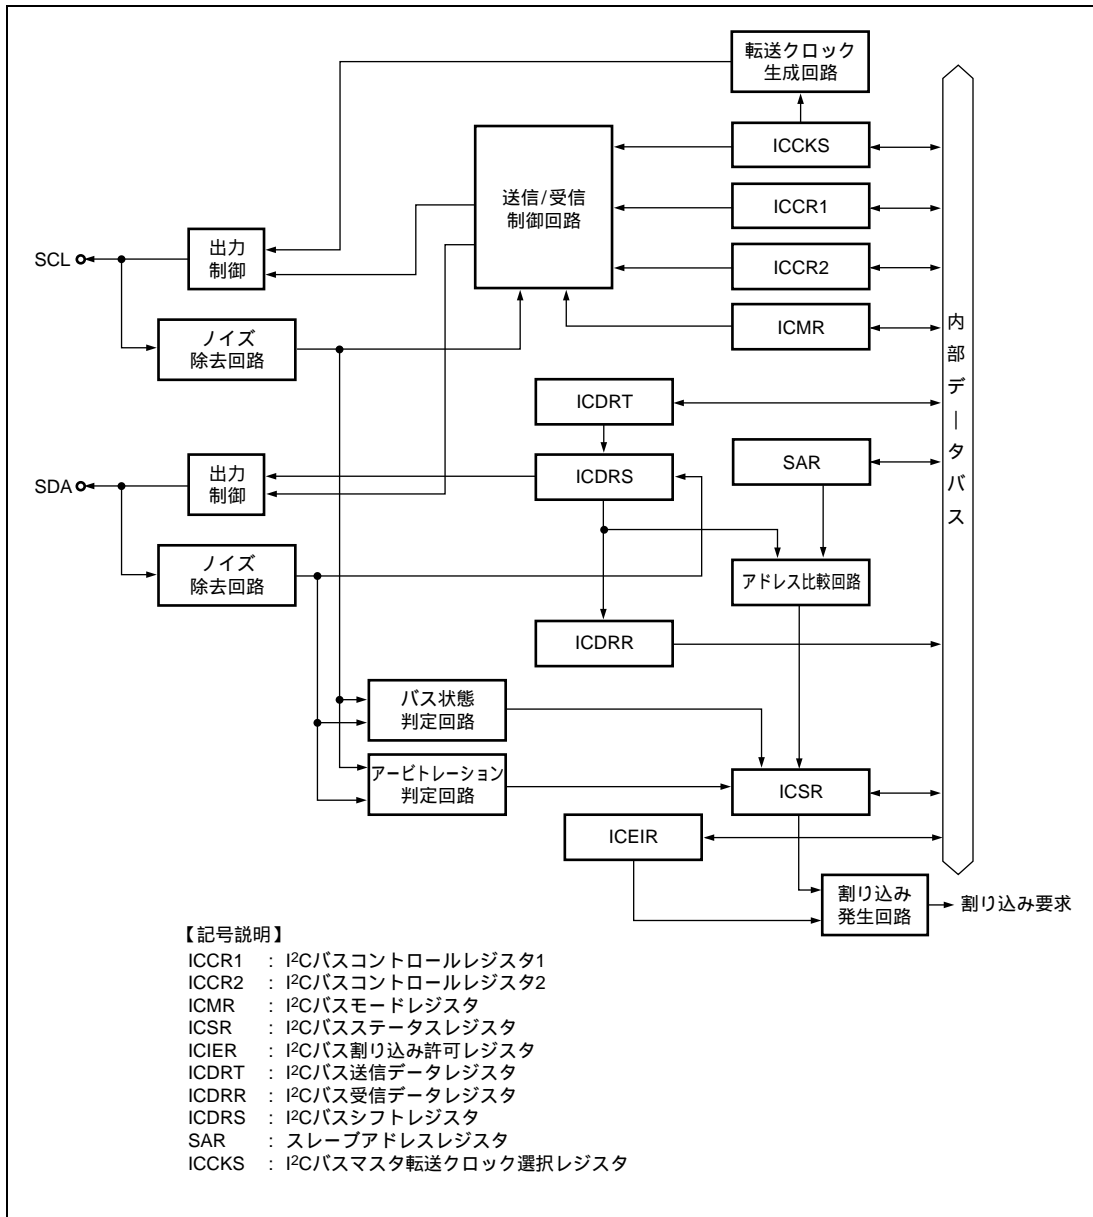 転送クロック
生成回路
ICCKS
送信/受信
制御回路
ICCR1
出力
制御
SCL
ICCR2
ノイズ
除去回路
ICMR
内部データバス
ICDRT
SAR
出力
制御
SDA
ICDRS
ノイズ
除去回路
アドレス比較回路
ICDRR
バス状態
判定回路
アービトレーション
判定回路
ICSR
ICEIR
割り込み
発生回路
割り込み要求
【記号説明】
ICCR1 : I²Cバスコントロールレジスタ1
ICCR2 : I²Cバスコントロールレジスタ2
ICMR : I²Cバスモードレジスタ
ICSR : I²Cバスステータスレジスタ
ICIER : I²Cバス割り込み許可レジスタ
ICDRT : I²Cバス送信データレジスタ
ICDRR : I²Cバス受信データレジスタ
ICDRS : I²Cバスシフトレジスタ
SAR : スレーブアドレスレジスタ
ICCKS : I²Cバスマスタ転送クロック選択レジスタ